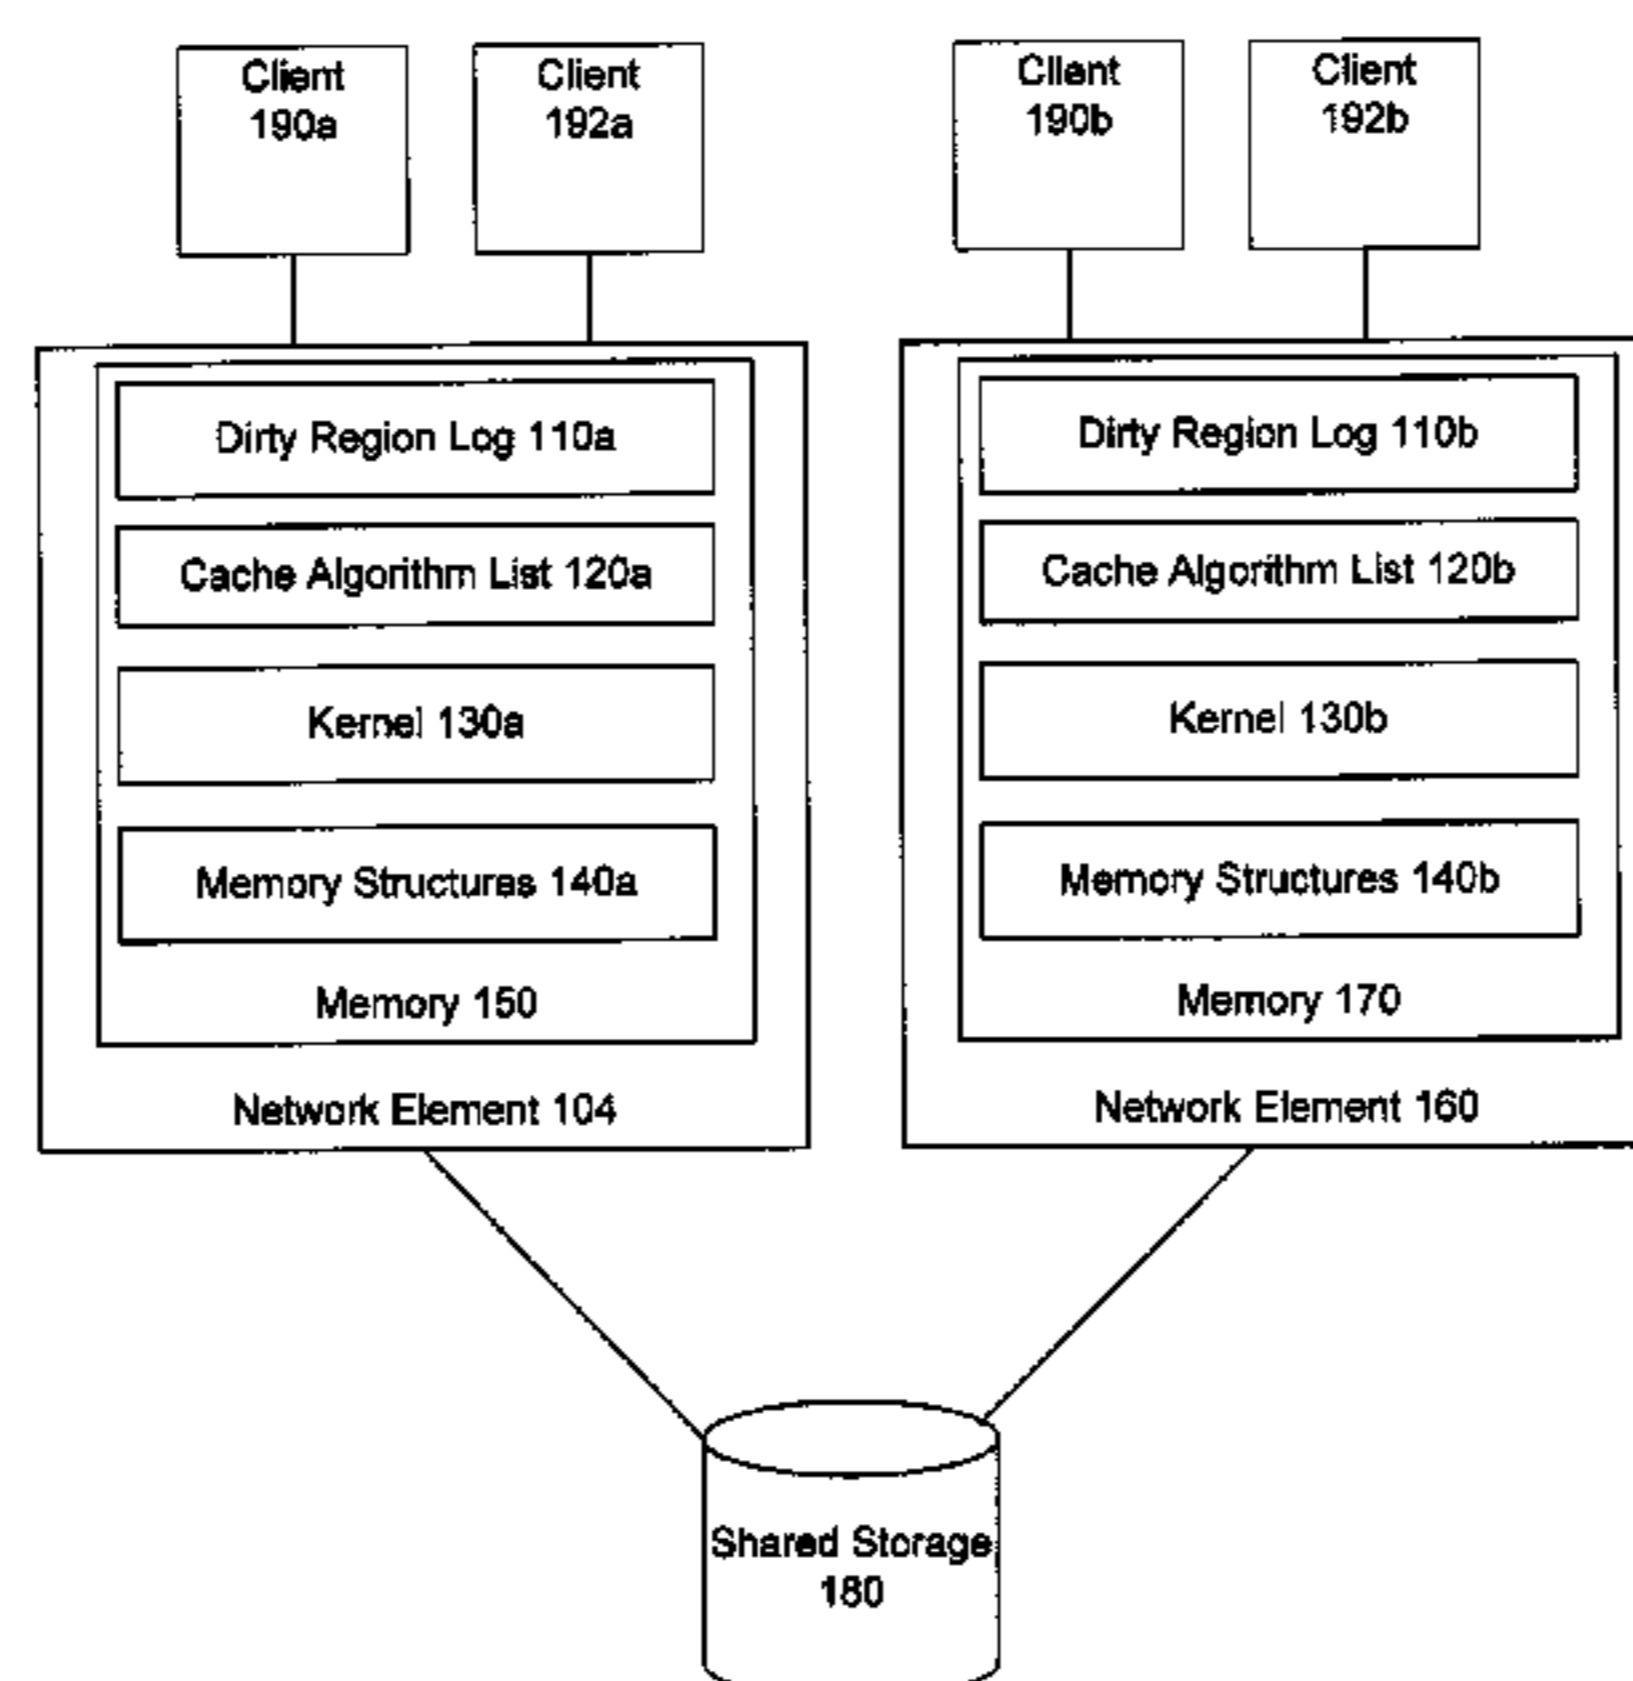 Client
190a
Client
192a
Client
190b
Client
192b
Dirty Region Log 110a
Cache Algorithm List 120a
Kernel 130a
Memory Structures 140a
Memory 150
Network Element 104
Dirty Region Log 110b
Cache Algorithm List 120b
Kernel 130b
Memory Structures 140b
Memory 170
Network Element 160
Shared Storage
180